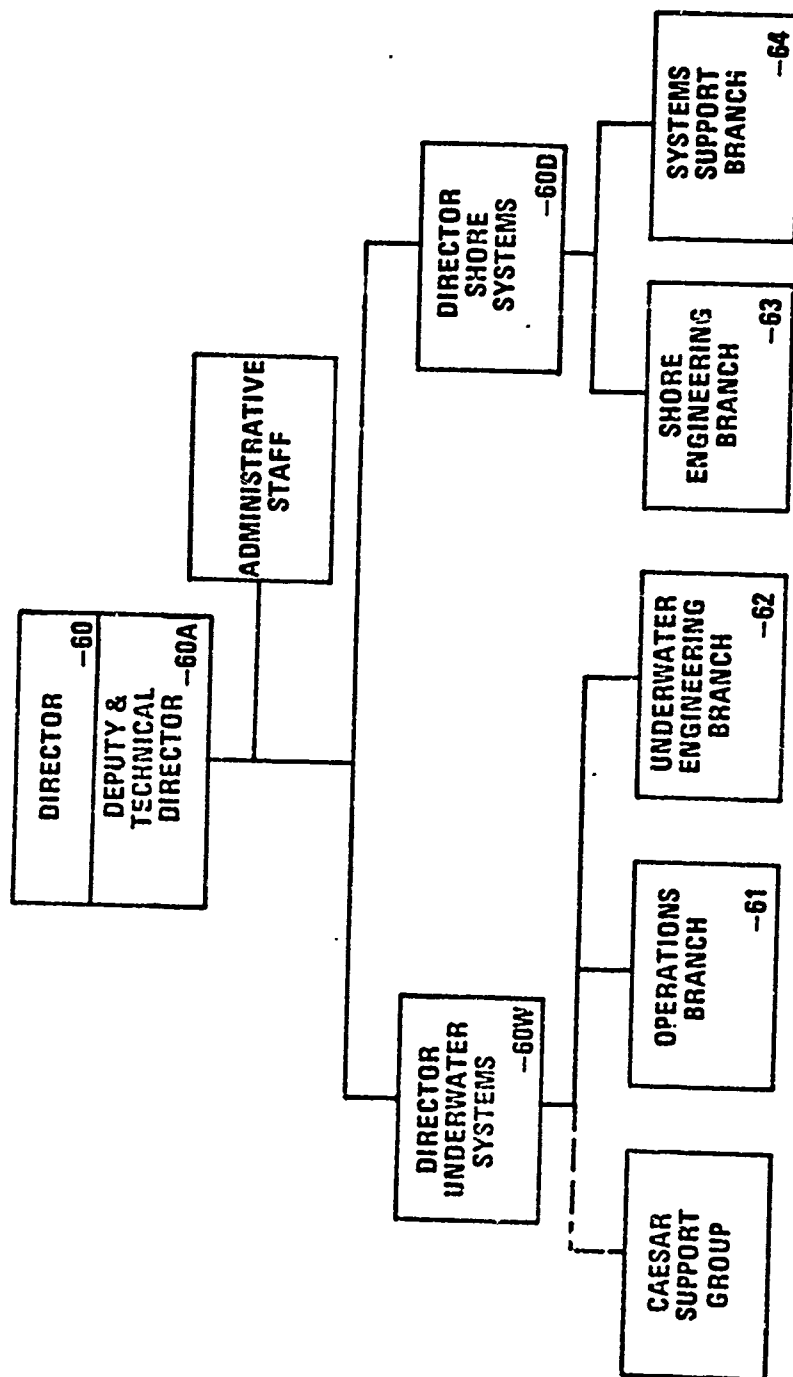 DIRECTOR
-60
DEPUTY &
TECHNICAL
DIRECTOR
-60A
ADMINISTRATIVE
STAFF
DIRECTOR
UNDERWATER
SYSTEMS
-60W
DIRECTOR
SHORE
SYSTEMS
-60D
CAESAR
SUPPORT
GROUP
OPERATIONS
BRANCH
-61
UNDERWATER
ENGINEERING
BRANCH
-62
SHORE
ENGINEERING
BRANCH
-63
SYSTEMS
SUPPORT
BRANCH
-64